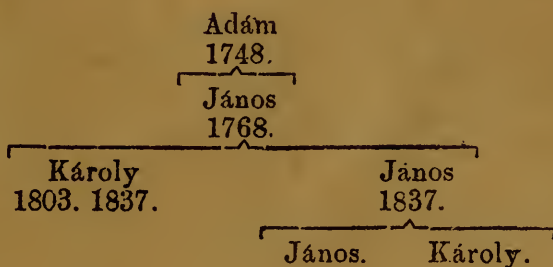 Adám
1748.
János
1768.
Károly János
1803. 1837. 1837.
János. Károly.